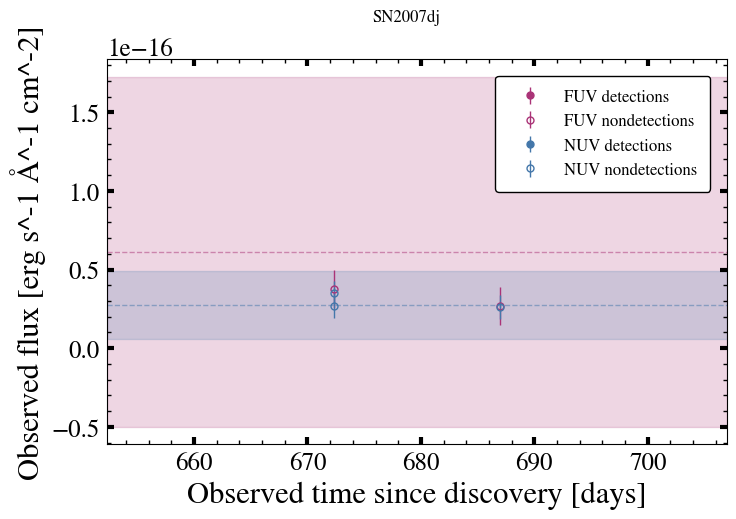 SN2007dj
1e−16
1.5
1.0
0.5
0.0
−0.5
660 670 680 690 700
Observed time since discovery [days]
Observed flux [erg s^-1 Å^-1 cm^-2]
FUV detections
FUV nondetections
NUV detections
NUV nondetections